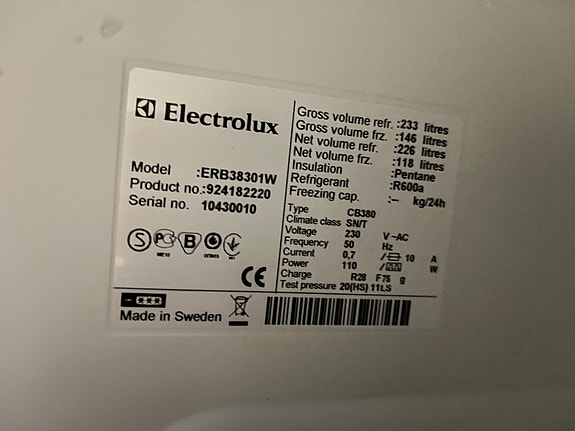 Electrolux
Model :ERB38301W
Product no.:924182220
Serial no. 10430010
CE
***
Made in Sweden
Gross volume refr. :233 litres
Gross volume frz. :146 litres
Net volume refr. :226 litres
Net volume frz. :118 litres
Insulation :Pentane
Refrigerant :R600a
Freezing cap. :-- kg/24h
Type CB380
Climate class SN/T
Voltage 230 V ~AC
Frequency 50 Hz
Current 0,7 / 10 A
Power 110 / W
Charge R28 F75 g
Test pressure 20(HS) 11LS